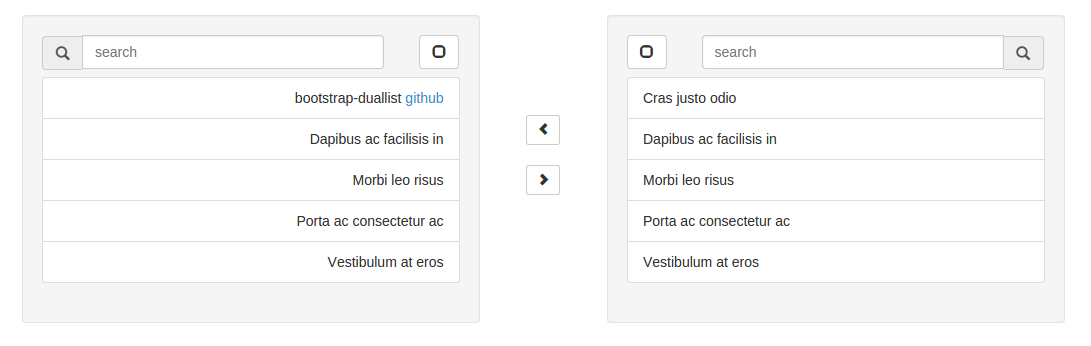 search
bootstrap-duallist github
Dapibus ac facilisis in
Morbi leo risus
Porta ac consectetur ac
Vestibulum at eros
search
Cras justo odio
Dapibus ac facilisis in
Morbi leo risus
Porta ac consectetur ac
Vestibulum at eros